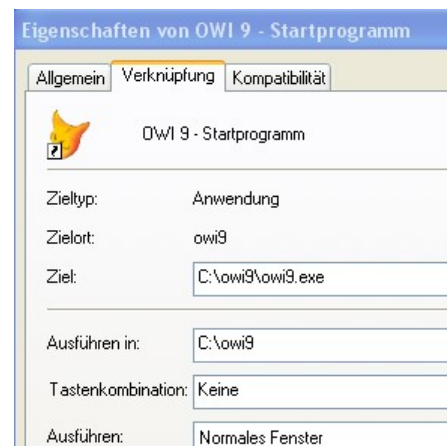 Eigenschaften von OWI 9 - Startprogramm
Allgemein Verknüpfung Kompatibilität
OWI 9 - Startprogramm
Zieltyp: Anwendung
Zielort: owi9
Ziel: C:\owi9\owi9.exe
Ausführen in: C:\owi9
Tastenkombination: Keine
Ausführen: Normales Fenster